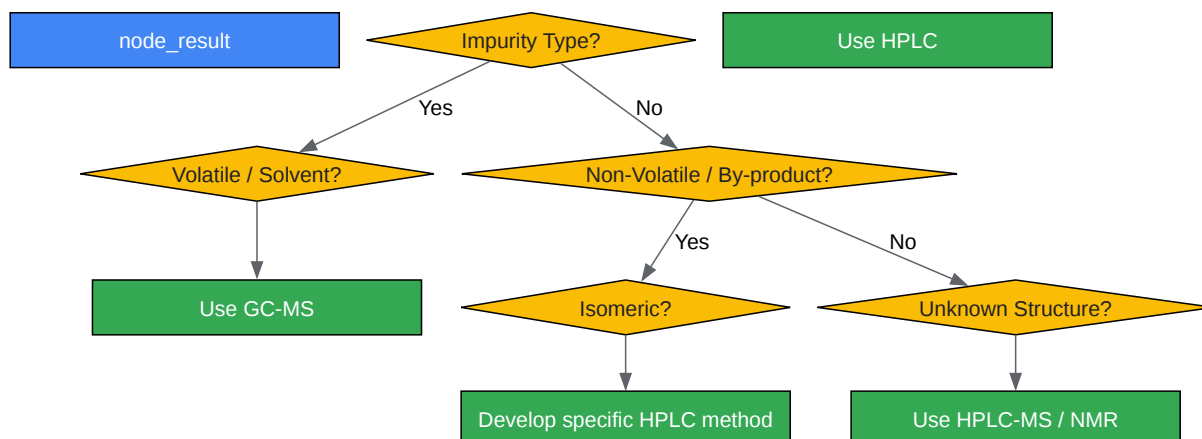 node_result
Impurity Type?
Use HPLC
Yes
No
Volatile / Solvent?
Non-Volatile / By-product?
Yes
No
Use GC-MS
Isomeric?
Unknown Structure?
Develop specific HPLC method
Use HPLC-MS / NMR